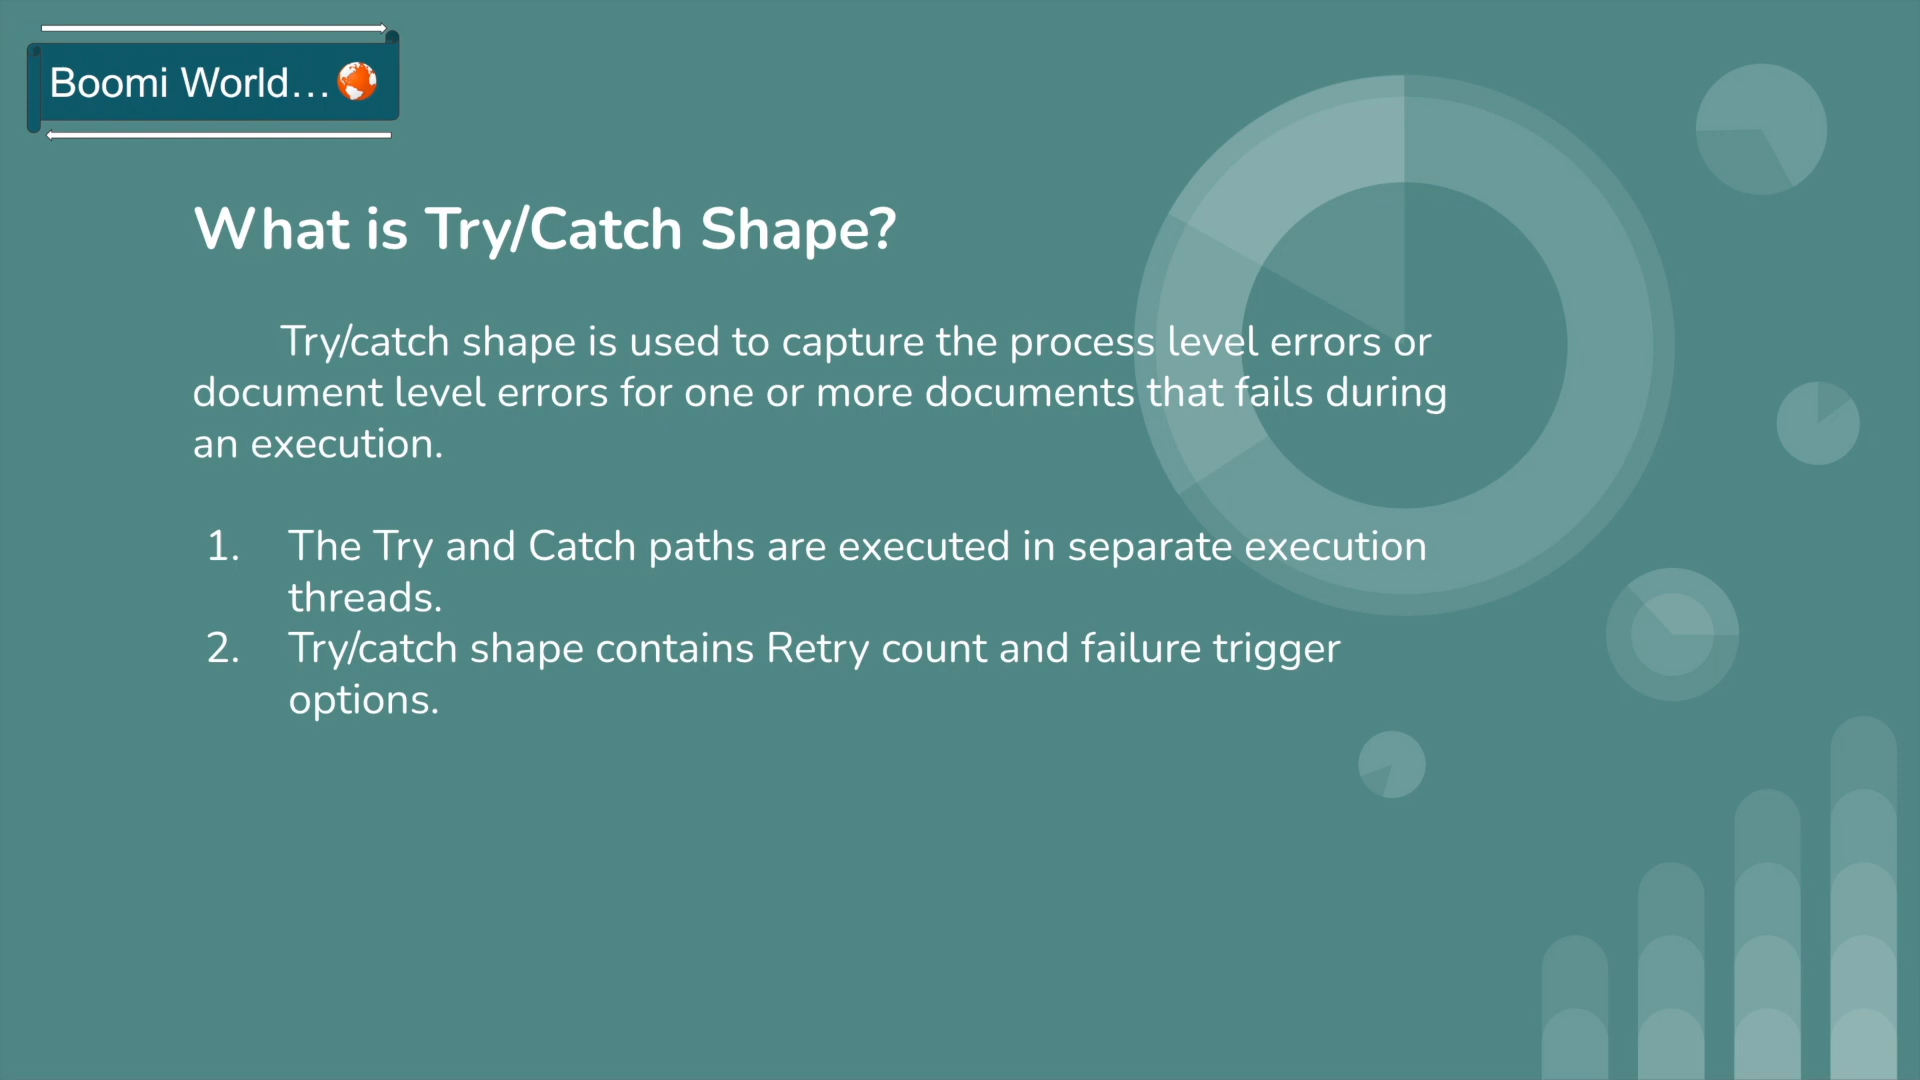 Boomi World...
What is Try/Catch Shape?
Try/catch shape is used to capture the process level errors or
document level errors for one or more documents that fails during
an execution.
1. The Try and Catch paths are executed in separate execution
threads.
2. Try/catch shape contains Retry count and failure trigger
options.